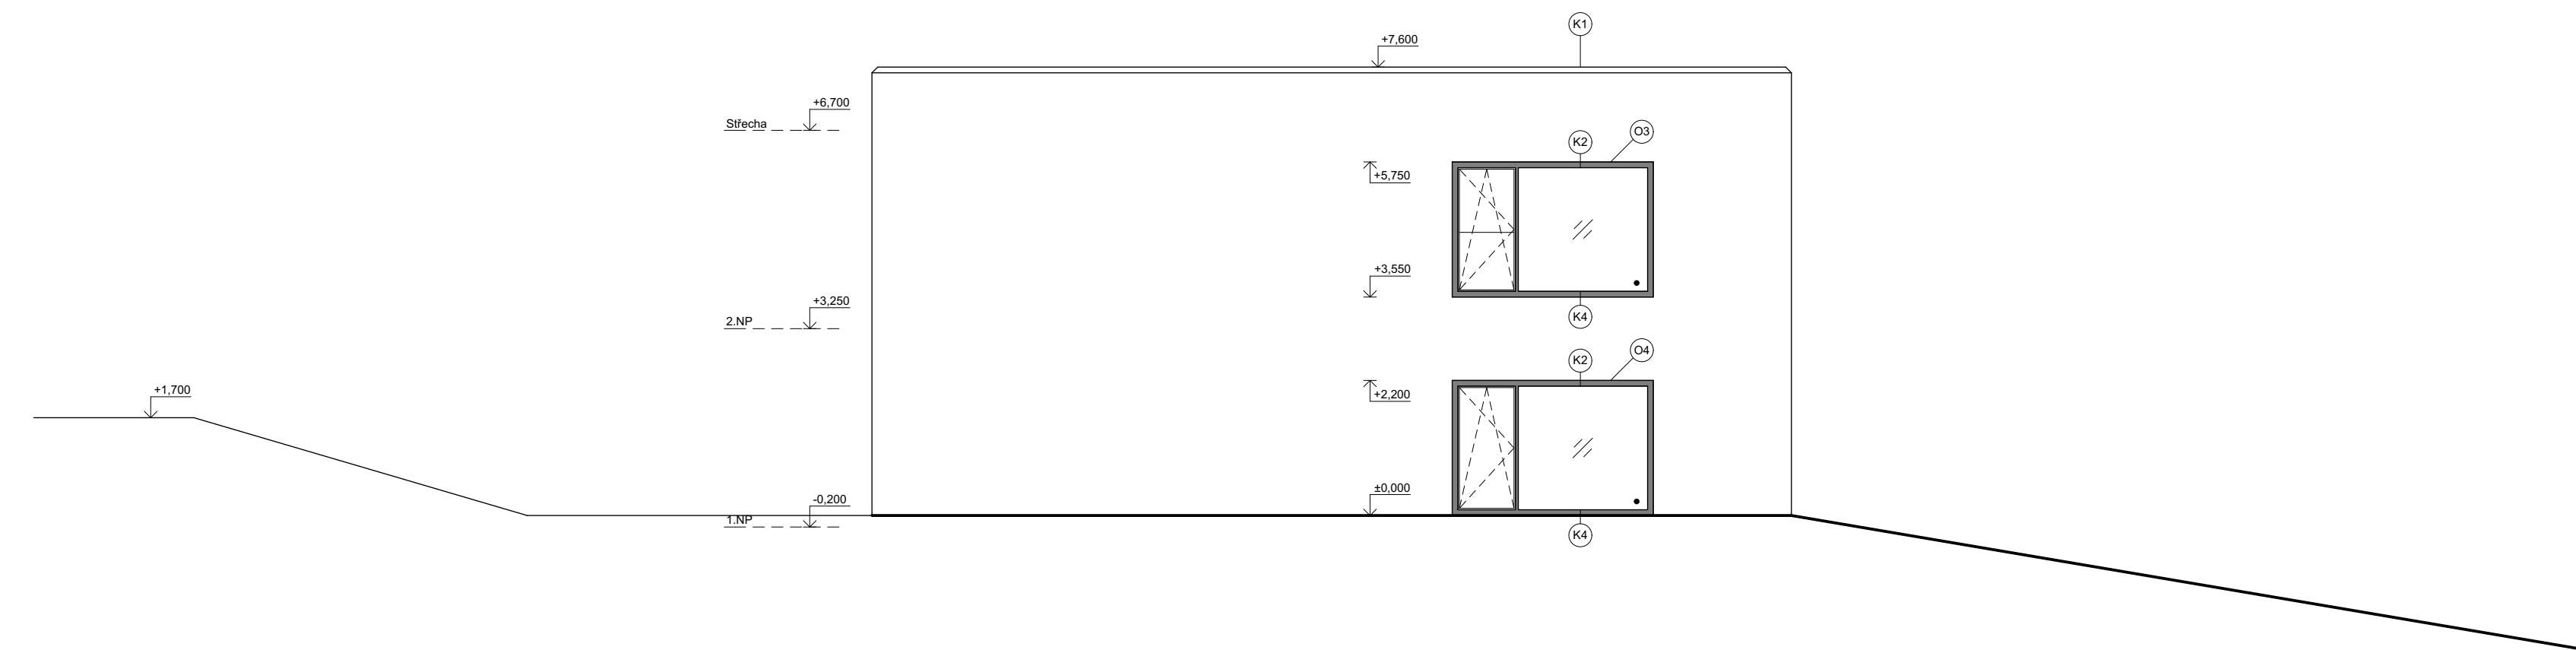 K1
+7,600
+6,700
Střecha
O3
K2
+5,750
+3,550
+3,250
2.NP
K4
O4
K2
+1,700
+2,200
±0,000
-0,200
1.NP
K4